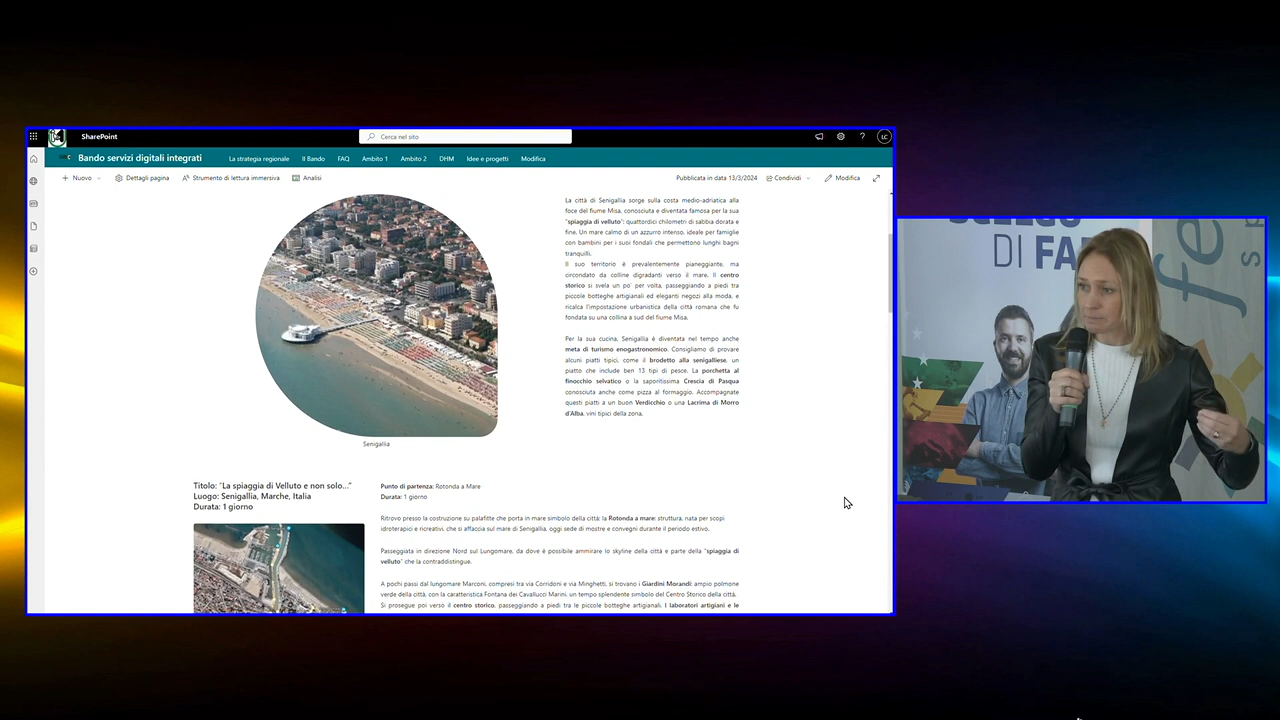 SharePoint
Cerca nel sito
LC
Bando servizi digitali integrati
La strategia regionale
Il Bando
FAQ
Ambito 1
Ambito 2
DHM
Idee e progetti
Modifica
Nuovo
Dettagli pagina
Strumento di lettura immersiva
Analisi
Pubblicata in data 13/3/2024
Condividi
Modifica
La città di Senigallia sorge sulla costa medio-adriatica alla
foce del fiume Misa, conosciuta e diventata famosa per la sua
"spiaggia di velluto": quattordici chilometri di sabbia dorata e
fine. Un mare calmo di un azzurro intenso, ideale per famiglie
con bambini per i suoi fondali che permettono lunghi bagni
tranquilli.
Il suo territorio è prevalentemente pianeggiante, ma
circondato da colline digradanti verso il mare. Il centro
storico si svela un po' per volta, passeggiando a piedi tra
piccole botteghe artigianali ed eleganti negozi alla moda, e
ricalca l'impostazione urbanistica della città romana che fu
fondata su una collina a sud del fiume Misa.
Per la sua cucina, Senigallia è diventata nel tempo anche
meta di turismo enogastronomico. Consigliamo di provare
alcuni piatti tipici, come il brodetto alla senigalliese, un
piatto che include ben 13 tipi di pesce. La porchetta al
finocchio selvatico o la saporitissima Crescia di Pasqua
conosciuta anche come pizza al formaggio. Accompagnate
questi piatti a un buon Verdicchio o una Lacrima di Morro
d'Alba, vini tipici della zona.
Senigallia
Titolo: "La spiaggia di Velluto e non solo..."
Luogo: Senigallia, Marche, Italia
Durata: 1 giorno
Punto di partenza: Rotonda a Mare
Durata: 1 giorno
Ritrovo presso la costruzione su palafitte che porta in mare simbolo della città: la Rotonda a mare: struttura, nata per scopi
idroterapici e ricreativi, che si affaccia sul mare di Senigallia, oggi sede di mostre e convegni durante il periodo estivo.
Passeggiata in direzione Nord sul Lungomare, da dove è possibile ammirare lo skyline della città e parte della "spiaggia di
velluto" che la contraddistingue.
A pochi passi dal lungomare Marconi, compresi tra via Corridoni e via Minghetti, si trovano i Giardini Morandi: ampio polmone
verde della città, con la caratteristica Fontana dei Cavallucci Marini, un tempo splendente simbolo del Centro Storico della città.
Si prosegue poi verso il centro storico, passeggiando a piedi tra le piccole botteghe artigianali. I laboratori artigiani e le
DI FA
fe
s